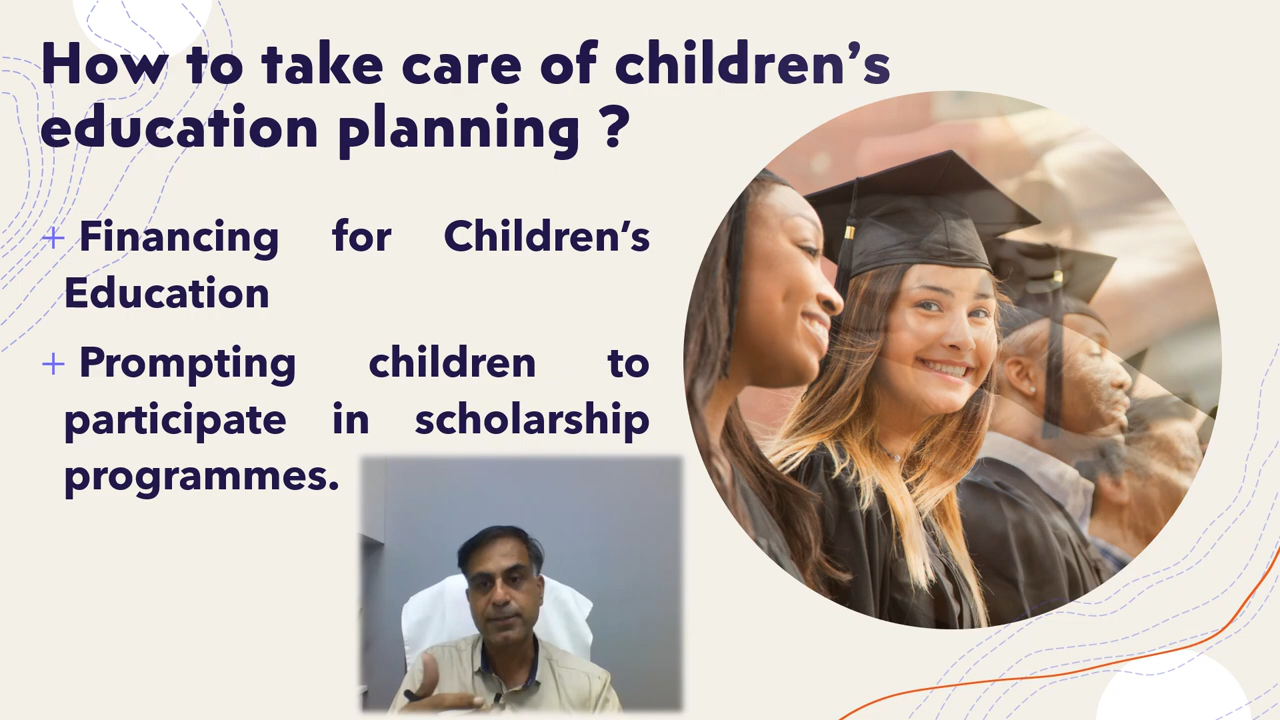 How to take care of children’s
education planning ?
+ Financing for Children’s
Education
+ Prompting children to
participate in scholarship
programmes.